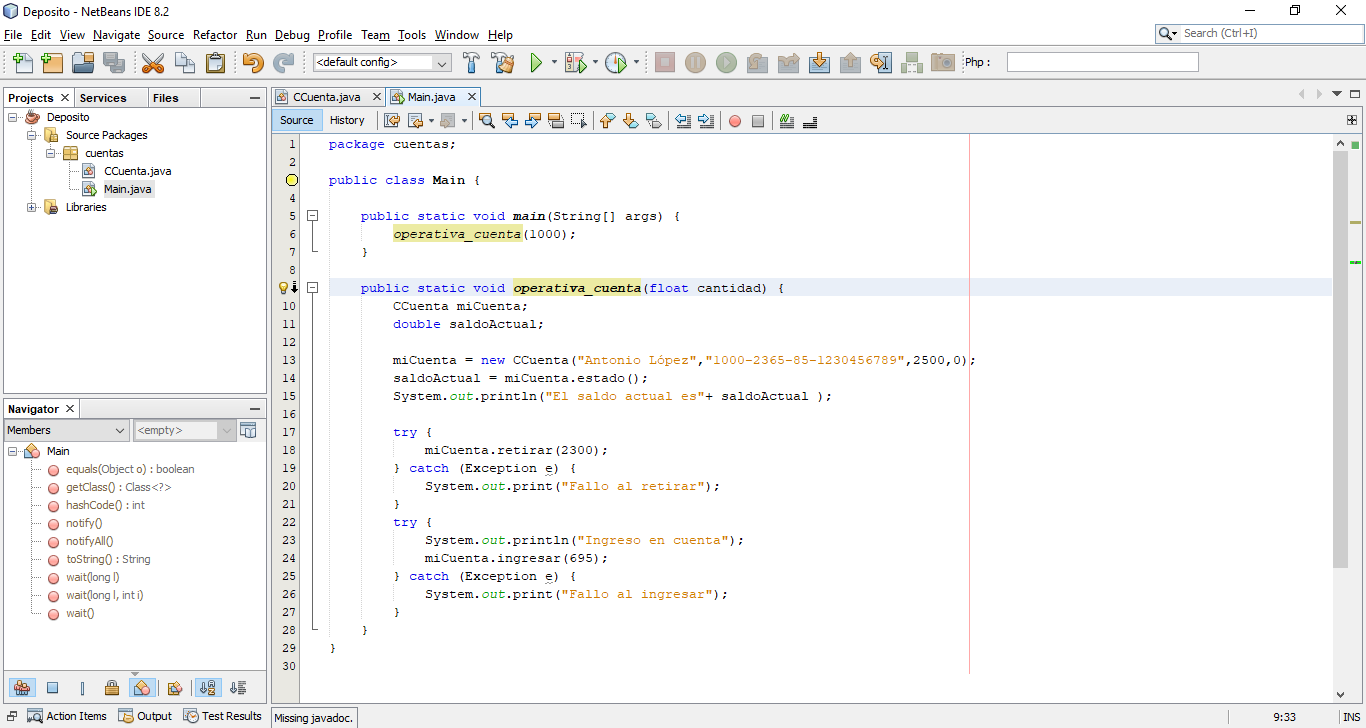 Deposito - NetBeans IDE 8.2
File Edit View Navigate Source Refactor Run Debug Profile Team Tools Window Help
Search (Ctrl+I)
<default config>
Php :
Projects
Services
Files
Deposito
Source Packages
cuentas
CCuenta.java
Main.java
Libraries
Navigator
Members
<empty>
Main
equals(Object o) : boolean
getClass() : Class<?>
hashCode() : int
notify()
notifyAll()
toString() : String
wait(long l)
wait(long l, int i)
wait()
CCuenta.java
Main.java
Source
History
1 package cuentas;
2
public class Main {
4
5 public static void main(String[] args) {
6 operativa_cuenta(1000);
7 }
8
public static void operativa_cuenta(float cantidad) {
10 CCuenta miCuenta;
11 double saldoActual;
12
13 miCuenta = new CCuenta("Antonio López","1000-2365-85-1230456789",2500,0);
14 saldoActual = miCuenta.estado();
15 System.out.println("El saldo actual es"+ saldoActual );
16
17 try {
18 miCuenta.retirar(2300);
19 } catch (Exception e) {
20 System.out.print("Fallo al retirar");
21 }
22 try {
23 System.out.println("Ingreso en cuenta");
24 miCuenta.ingresar(695);
25 } catch (Exception e) {
26 System.out.print("Fallo al ingresar");
27 }
28 }
29 }
30
Action Items
Output
Test Results
Missing javadoc.
9:33
INS